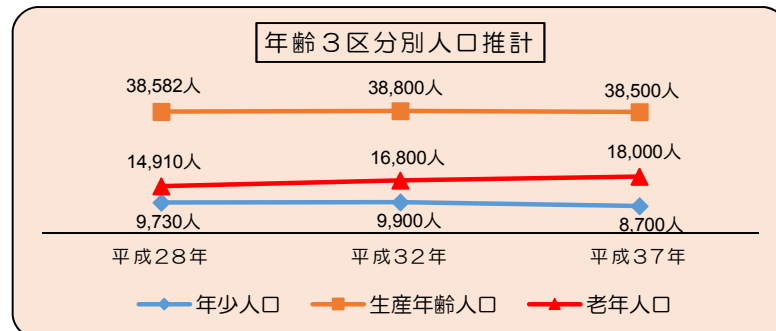 年齢３区分別人口推計
38,582人
38,800人
38,500人
14,910人
16,800人
18,000人
9,730人
9,900人
8,700人
平成28年
平成32年
平成37年
年少人口
生産年齢人口
老年人口